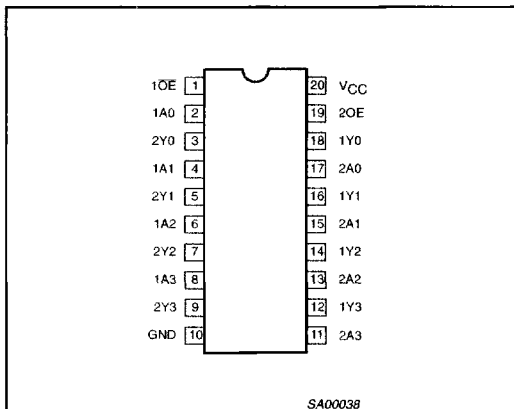 1O̅E̅ 1 20 VCC
1A0 2 19 2OE
2Y0 3 18 1Y0
1A1 4 17 2A0
2Y1 5 16 1Y1
1A2 6 15 2A1
2Y2 7 14 1Y2
1A3 8 13 2A2
2Y3 9 12 1Y3
GND 10 11 2A3
SA00038